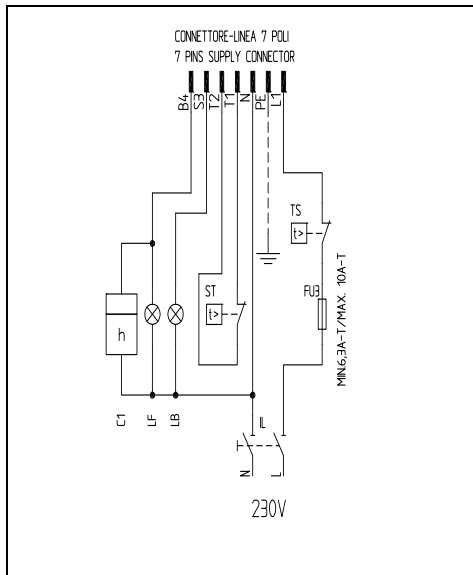 CONNETTORE-LINEA 7 POLI
7 PINS SUPPLY CONNECTOR
B4
S3
T2
T1
N
PE
L1
TS
t>
ST
t>
FU3
MIN.6,3A-T/MAX. 10A-T
h
C1
LF
LB
IL
N
L
230V